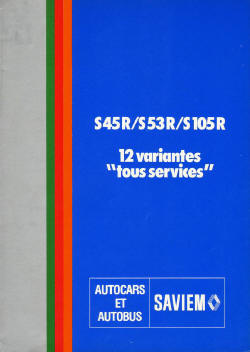 S45R/S53R/S105R
12 variantes
"tous services"
AUTOCARS
ET
AUTOBUS
SAVIEM